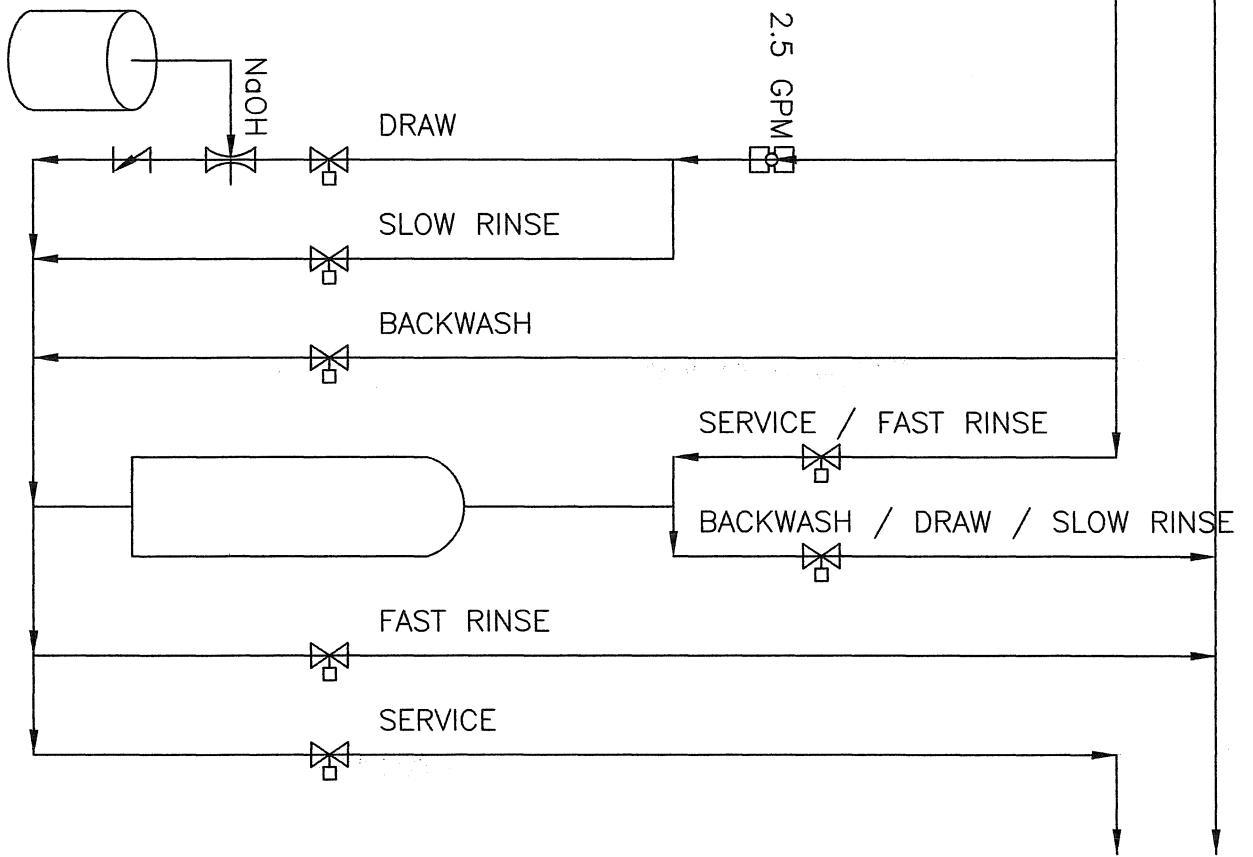 2.5 GPM
NaOH
DRAW
SLOW RINSE
BACKWASH
SERVICE / FAST RINSE
BACKWASH / DRAW / SLOW RINSE
FAST RINSE
SERVICE